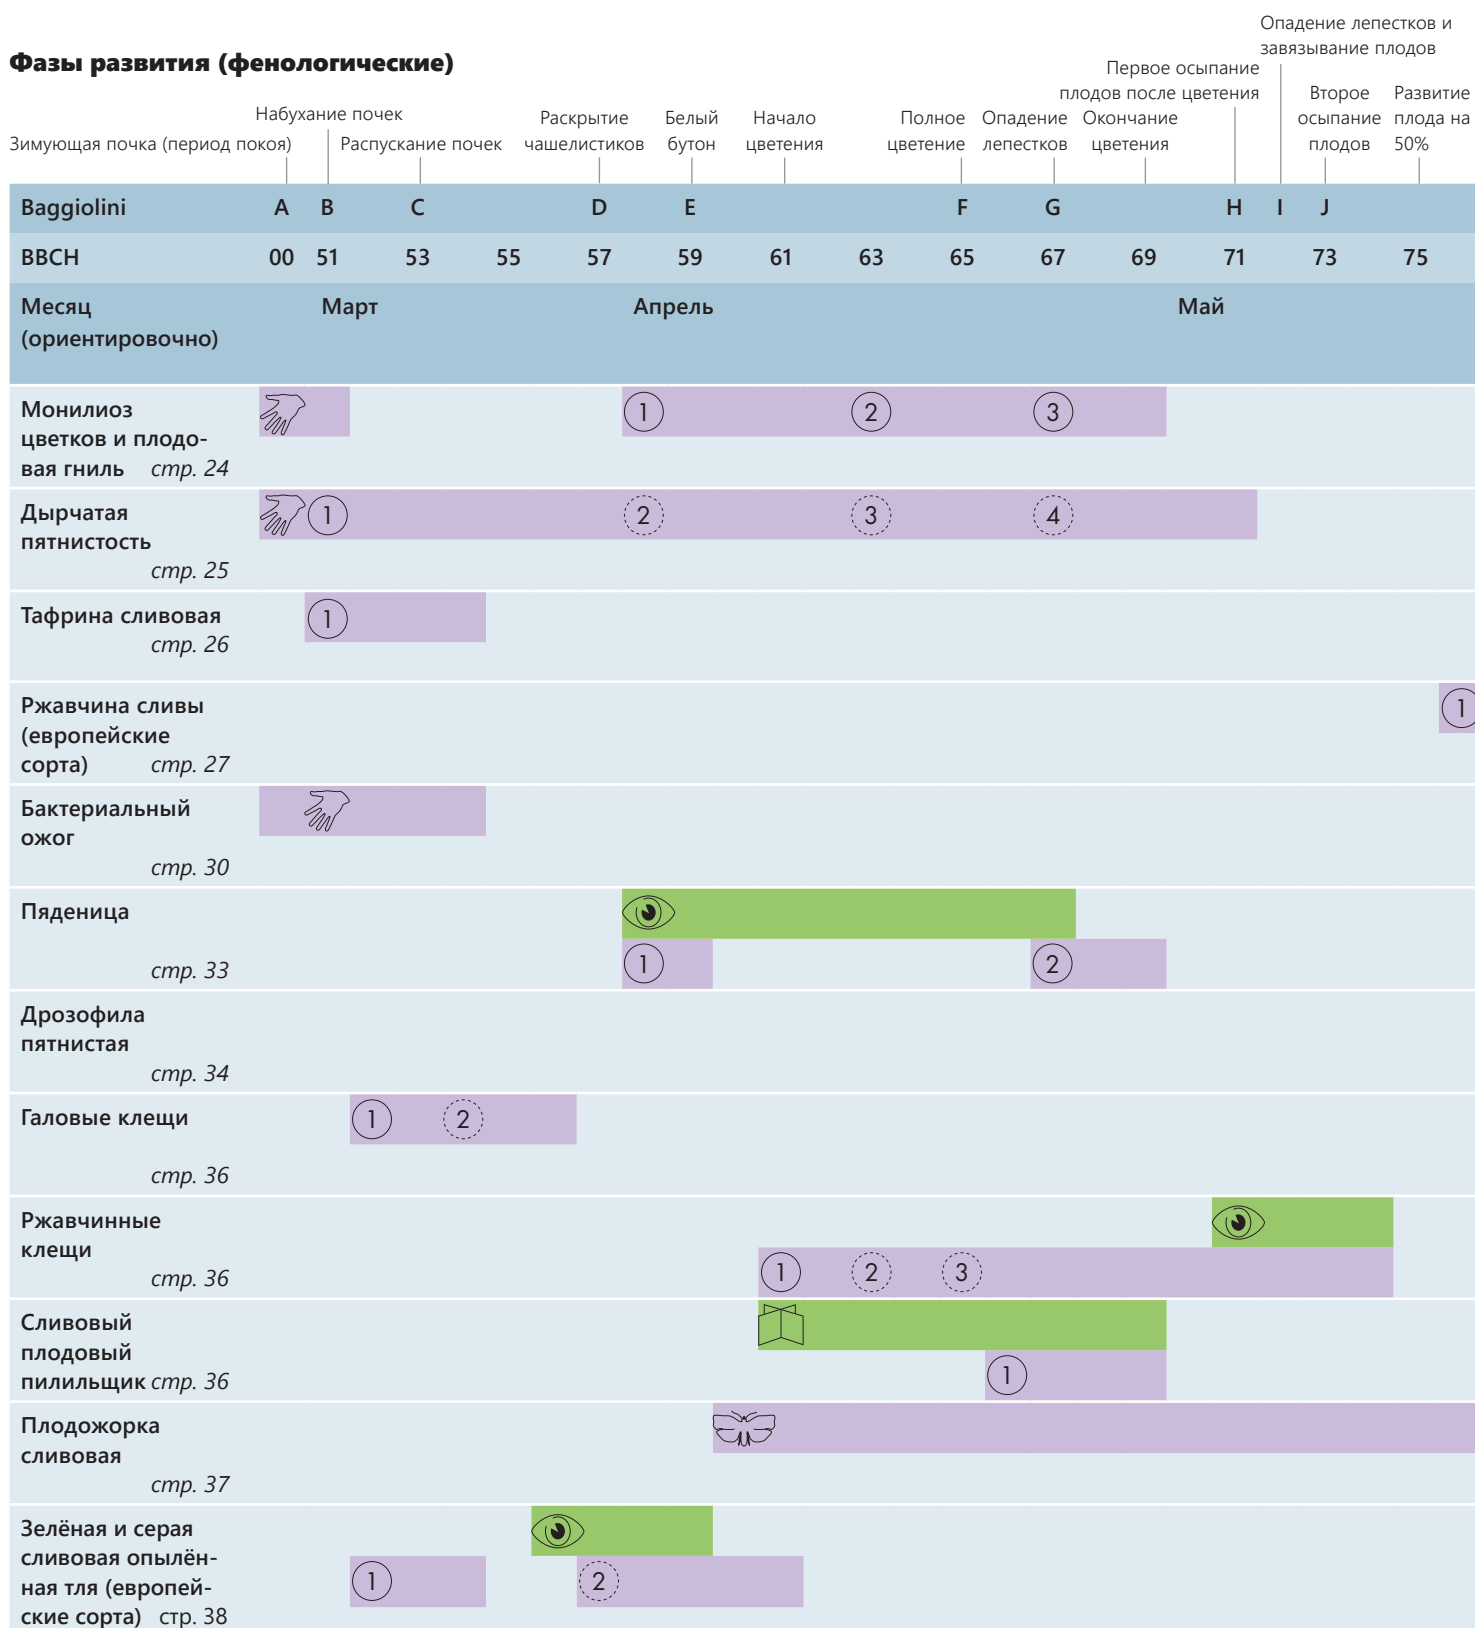 Опадение лепестков и
завязывание плодов
Фазы развития (фенологические)
Первое осыпание
плодов после цветения
Второе
осыпание
плодов
Развитие
плода на
50%
Набухание почек
Раскрытие
чашелистиков
Белый
бутон
Начало
цветения
Полное
цветение
Опадение
лепестков
Окончание
цветения
Зимующая почка (период покоя)
Распускание почек
Baggiolini A B C D E F G H I J
BBCH 00 51 53 55 57 59 61 63 65 67 69 71 73 75
Месяц
(ориентировочно)
Март Апрель Май
Монилиоз
цветков и плодо-
вая гниль стр. 24
1 2 3
Дырчатая
пятнистость
стр. 25
1 2 3 4
Тафрина сливовая
стр. 26
1
Ржавчина сливы
(европейские
сорта) стр. 27
1
Бактериальный
ожог
стр. 30
Пяденица
стр. 33
1 2
Дрозофила
пятнистая
стр. 34
Галовые клещи
стр. 36
1 2
Ржавчинные
клещи
стр. 36
1 2 3
Сливовый
плодовый
пилильщик стр. 36
1
Плодожорка
сливовая
стр. 37
Зелёная и серая
сливовая опылён-
ная тля (европей-
ские сорта) стр. 38
1 2